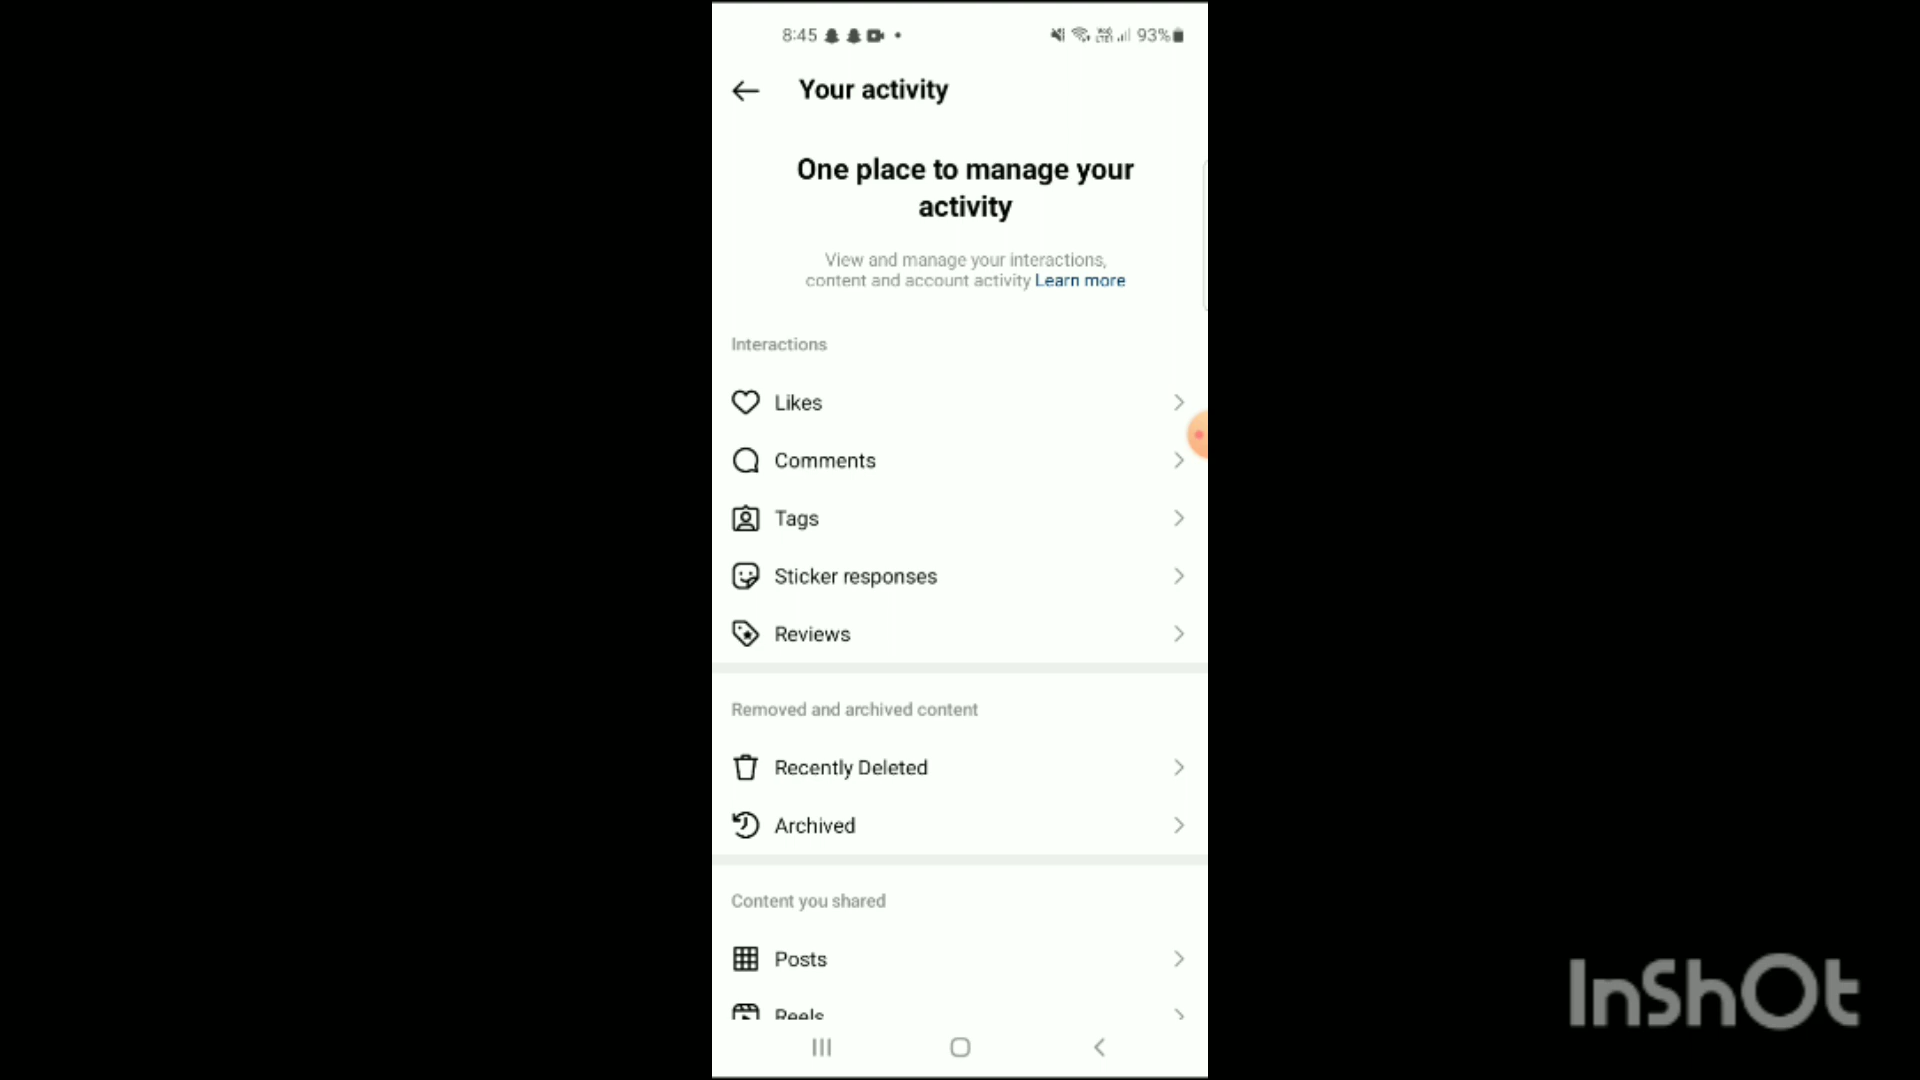 8:45 93%
Your activity
One place to manage your
activity
View and manage your interactions,
content and account activity Learn more
Interactions
Likes
Comments
Tags
Sticker responses
Reviews
Removed and archived content
Recently Deleted
Archived
Content you shared
Posts
Reels
InShOt